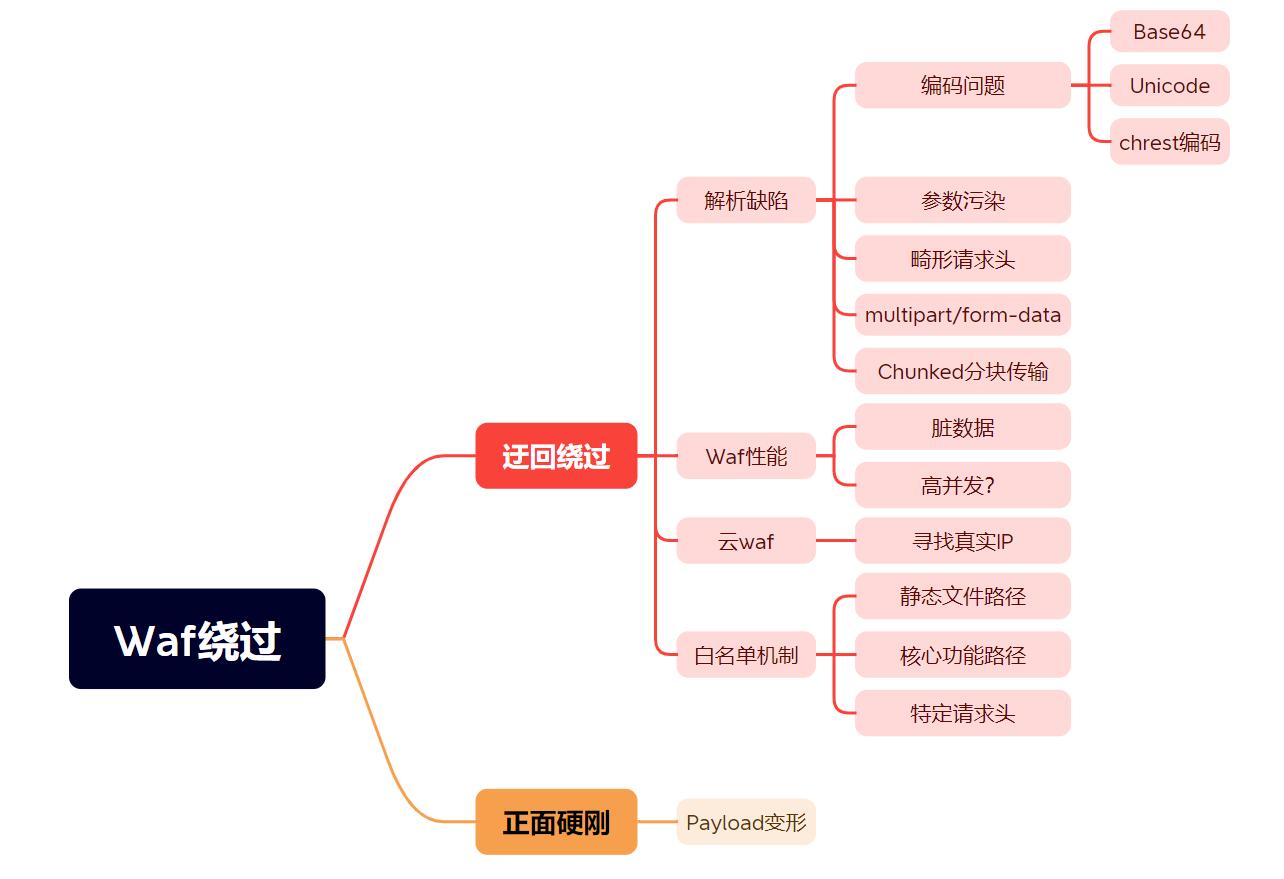 Waf绕过
迂回绕过
解析缺陷
编码问题
Base64
Unicode
chrest编码
参数污染
畸形请求头
multipart/form-data
Chunked分块传输
Waf性能
脏数据
高并发?
云waf
寻找真实IP
白名单机制
静态文件路径
核心功能路径
特定请求头
正面硬刚
Payload变形